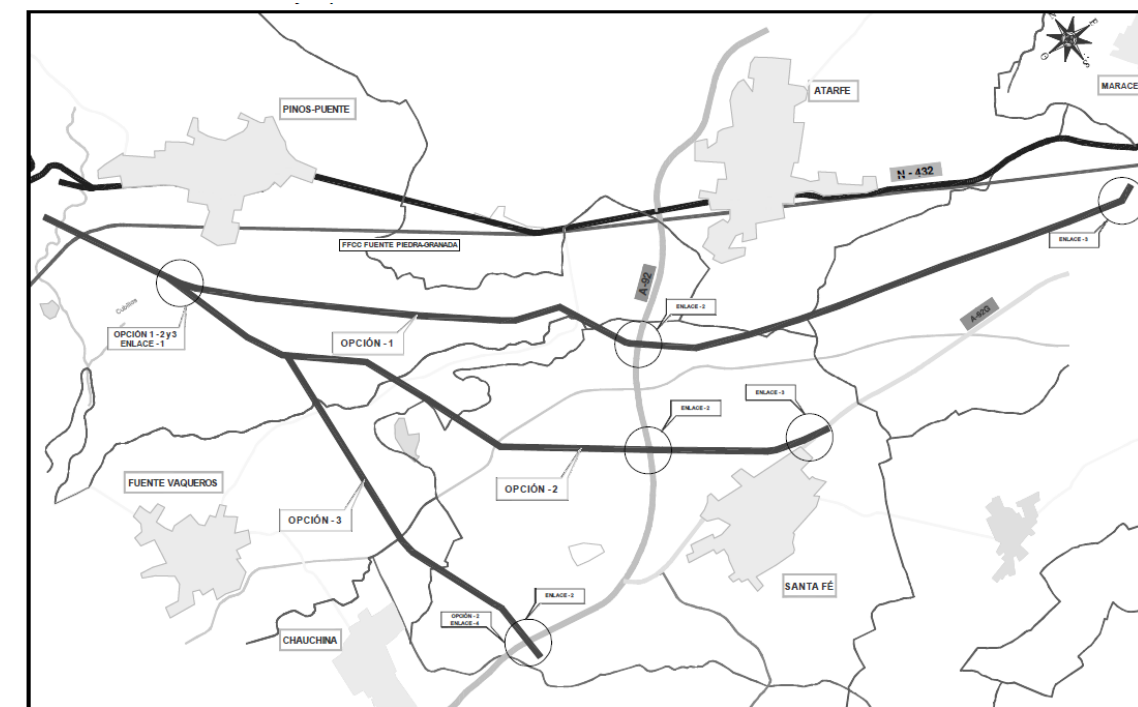 PINOS-PUENTE
ATARFE
MARACE
N - 432
FFCC FUENTE PIEDRA-GRANADA
ENLACE - 3
A-92
ENLACE - 2
A-92G
Cubillas
OPCIÓN 1 - 2 y 3
ENLACE - 1
OPCIÓN - 1
ENLACE - 3
ENLACE - 2
FUENTE VAQUEROS
OPCIÓN - 2
OPCIÓN - 3
SANTA FÉ
ENLACE - 2
OPCIÓN - 2
ENLACE - 4
CHAUCHINA